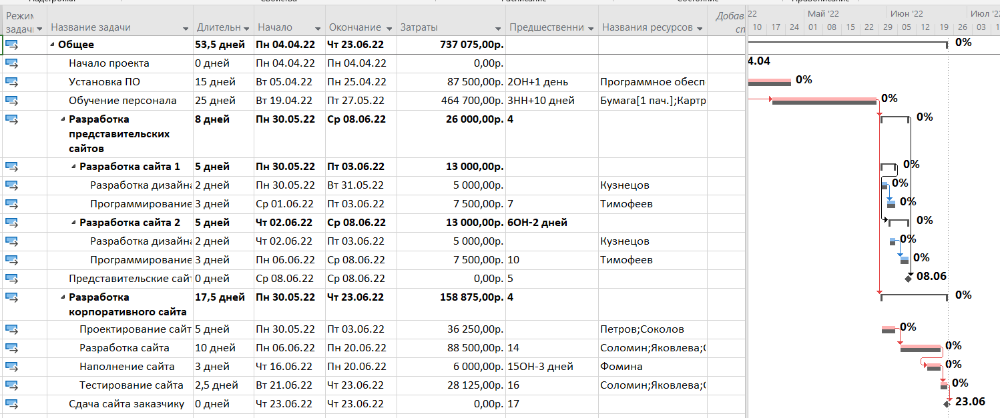 Надстройки Свойства Расписание Состояние Правописание
Режим задачи Название задачи Длительн Начало Окончание Затраты Предшественни Названия ресурсов Добав ст
22 Май '22 Июн '22 Июл '22
10 17 24 01 08 15 22 29 05 12 19 26 03 10
Общее 53,5 дней Пн 04.04.22 Чт 23.06.22 737 075,00р. 0%
Начало проекта 0 дней Пн 04.04.22 Пн 04.04.22 0,00р. 4.04
Установка ПО 15 дней Вт 05.04.22 Пн 25.04.22 87 500,00р. 2ОН+1 день Программное обесп 0%
Обучение персонала 25 дней Вт 19.04.22 Пт 27.05.22 464 700,00р. 3НН+10 дней Бумага[1 пач.];Картр 0%
Разработка 8 дней Пн 30.05.22 Ср 08.06.22 26 000,00р. 4 0%
представительских
сайтов
Разработка сайта 1 5 дней Пн 30.05.22 Пт 03.06.22 13 000,00р. 0%
Разработка дизайна 2 дней Пн 30.05.22 Вт 31.05.22 5 000,00р. Кузнецов 0%
Программирование 3 дней Ср 01.06.22 Пт 03.06.22 7 500,00р. 7 Тимофеев 0%
Разработка сайта 2 5 дней Чт 02.06.22 Ср 08.06.22 13 000,00р. 6ОН-2 дней 0%
Разработка дизайна 2 дней Чт 02.06.22 Пт 03.06.22 5 000,00р. Кузнецов 0%
Программирование 3 дней Пн 06.06.22 Ср 08.06.22 7 500,00р. 10 Тимофеев 0%
Представительские сайт 0 дней Ср 08.06.22 Ср 08.06.22 0,00р. 5 08.06
Разработка 17,5 дней Пн 30.05.22 Чт 23.06.22 158 875,00р. 4 0%
корпоративного сайта
Проектирование сайт 5 дней Пн 30.05.22 Пт 03.06.22 36 250,00р. Петров;Соколов 0%
Разработка сайта 10 дней Пн 06.06.22 Пн 20.06.22 88 500,00р. 14 Соломин;Яковлева;С 0%
Наполнение сайта 3 дней Чт 16.06.22 Пн 20.06.22 6 000,00р. 15ОН-3 дней Фомина 0%
Тестирование сайта 2,5 дней Вт 21.06.22 Чт 23.06.22 28 125,00р. 16 Соломин;Яковлева;С 0%
Сдача сайта заказчику 0 дней Чт 23.06.22 Чт 23.06.22 0,00р. 17 23.06